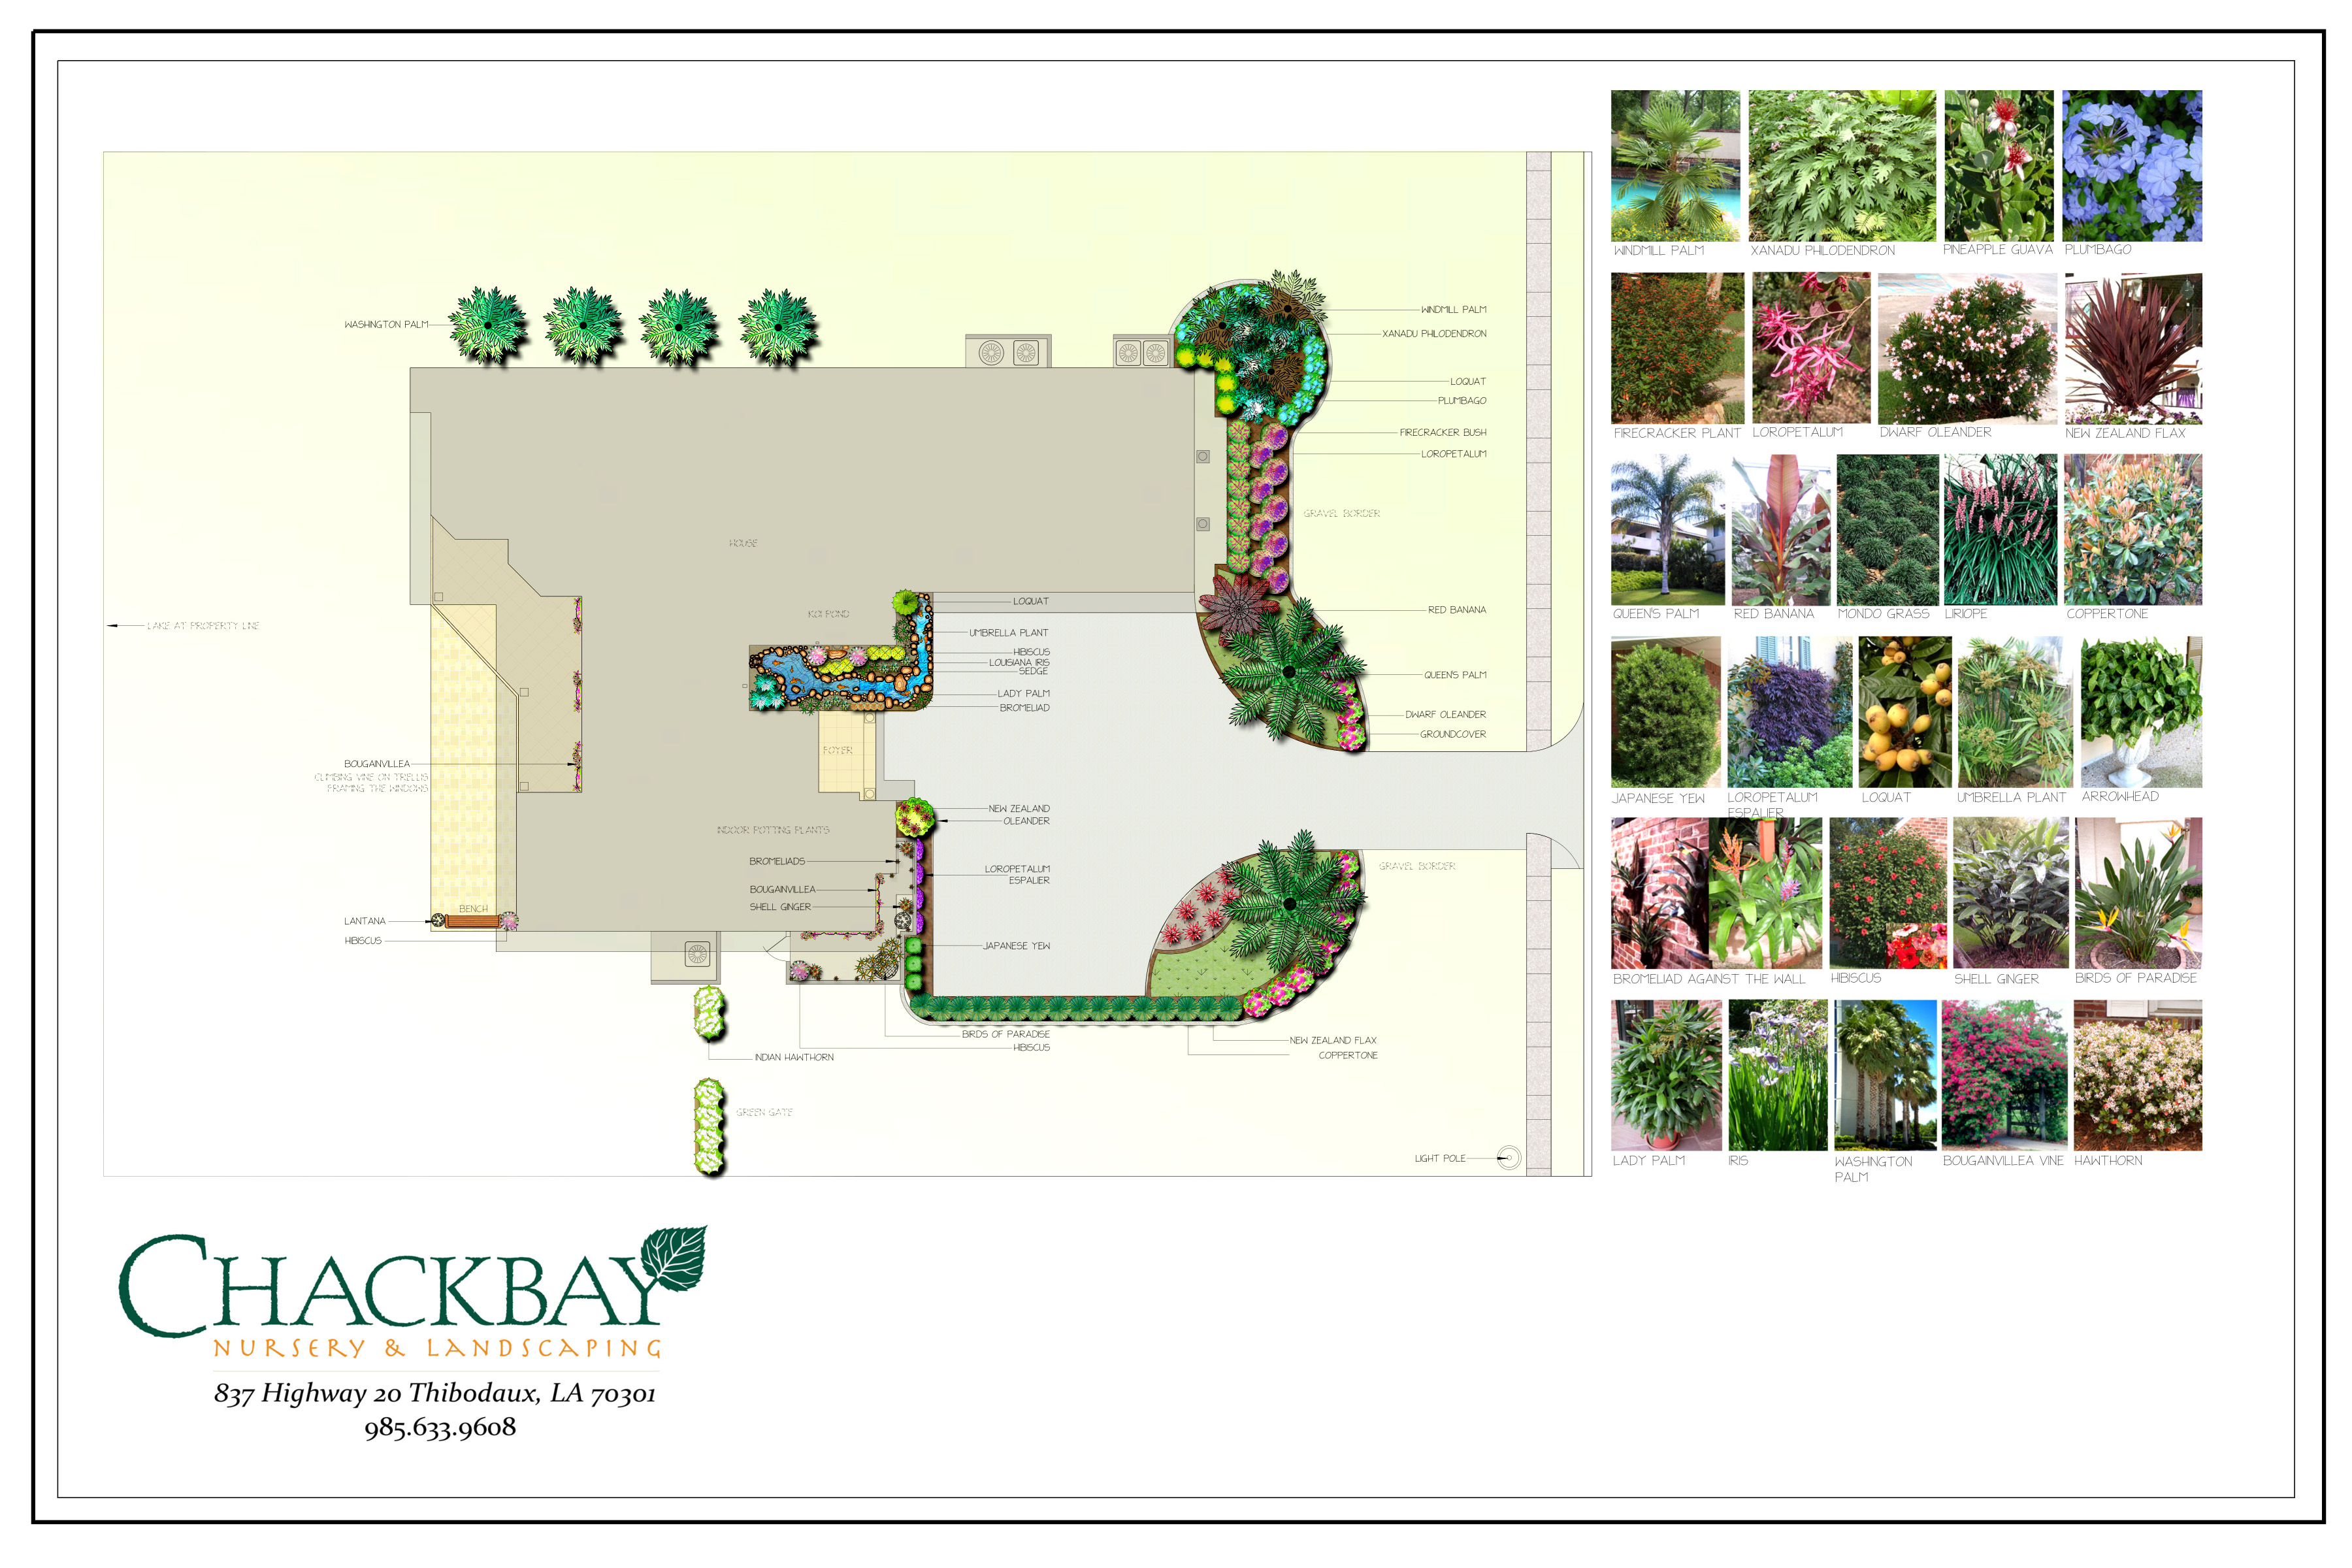 WASHINGTON PALM
LAKE AT PROPERTY LINE
BOUGAINVILLEA
CLIMBING VINE ON TRELLIS
FRAMING THE WINDOWS
LANTANA
HIBISCUS
BENCH
HOUSE
KOI POND
FOYER
INDOOR POTTING PLANTS
BROMELIADS
BOUGAINVILLEA
SHELL GINGER
LOQUAT
UMBRELLA PLANT
HIBISCUS
LOUISIANA IRIS
SEDGE
LADY PALM
BROMELIAD
NEW ZEALAND
OLEANDER
LOROPETALUM
ESPALIER
JAPANESE YEW
BIRDS OF PARADISE
HIBISCUS
INDIAN HAWTHORN
GREEN GATE
WINDMILL PALM
XANADU PHILODENDRON
LOQUAT
PLUMBAGO
FIRECRACKER BUSH
LOROPETALUM
GRAVEL BORDER
RED BANANA
QUEEN'S PALM
DWARF OLEANDER
GROUNDCOVER
GRAVEL BORDER
NEW ZEALAND FLAX
COPPERTONE
LIGHT POLE
WINDMILL PALM XANADU PHILODENDRON PINEAPPLE GUAVA PLUMBAGO
FIRECRACKER PLANT LOROPETALUM DWARF OLEANDER NEW ZEALAND FLAX
QUEEN'S PALM RED BANANA MONDO GRASS LIRIOPE COPPERTONE
JAPANESE YEW LOROPETALUM LOQUAT UMBRELLA PLANT ARROWHEAD
ESPALIER
BROMELIAD AGAINST THE WALL HIBISCUS SHELL GINGER BIRDS OF PARADISE
LADY PALM IRIS WASHINGTON BOUGAINVILLEA VINE HAWTHORN
PALM
CHACKBAY
NURSERY & LANDSCAPING
837 Highway 20 Thibodaux, LA 70301
985.633.9608